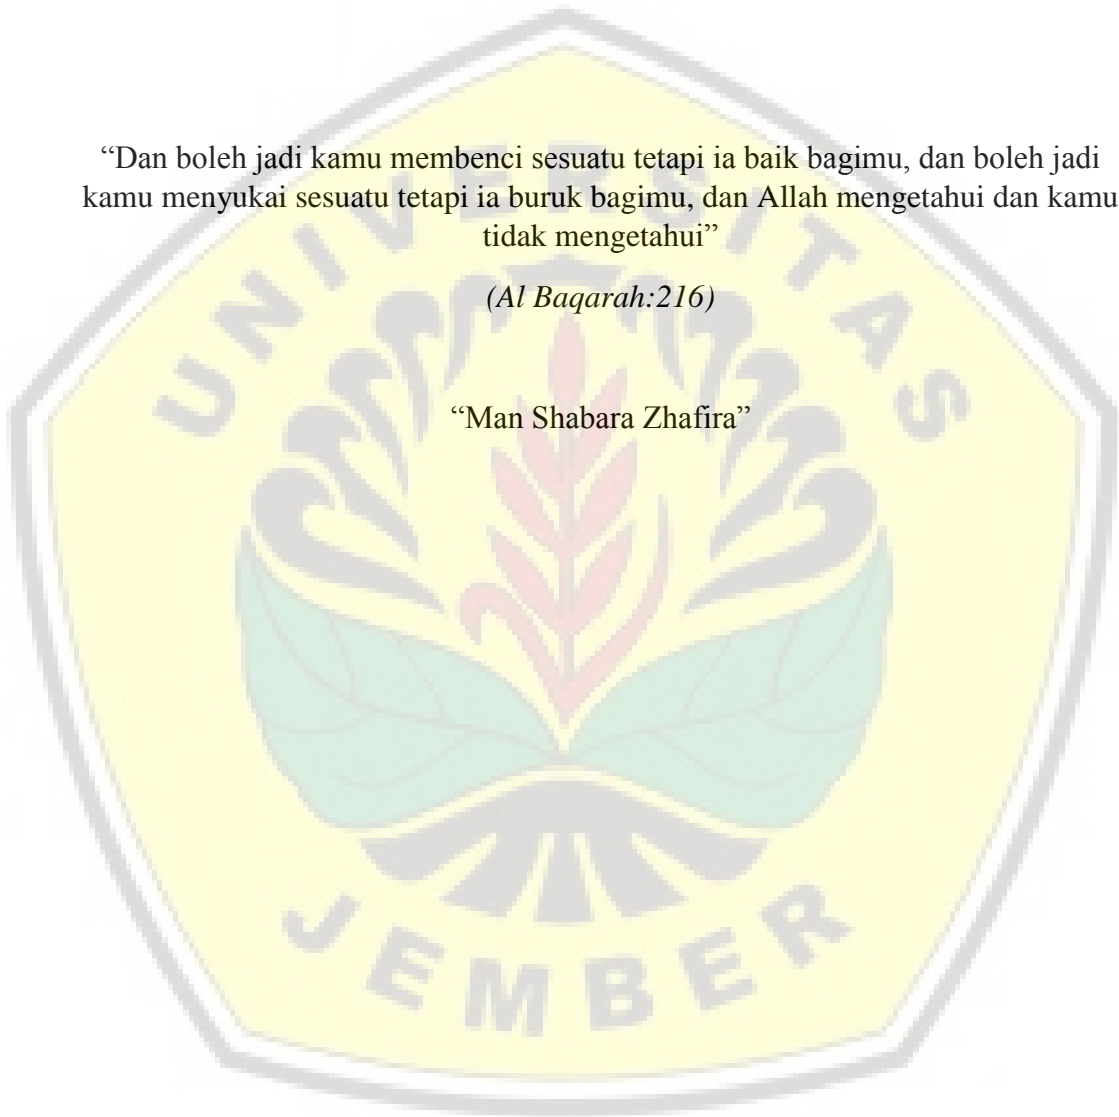 “Dan boleh jadi kamu membenci sesuatu tetapi ia baik bagimu, dan boleh jadi
kamu menyukai sesuatu tetapi ia buruk bagimu, dan Allah mengetahui dan kamu
tidak mengetahui”
(Al Baqarah:216)
“Man Shabara Zhafira”
UNIVERSITAS
JEMBER